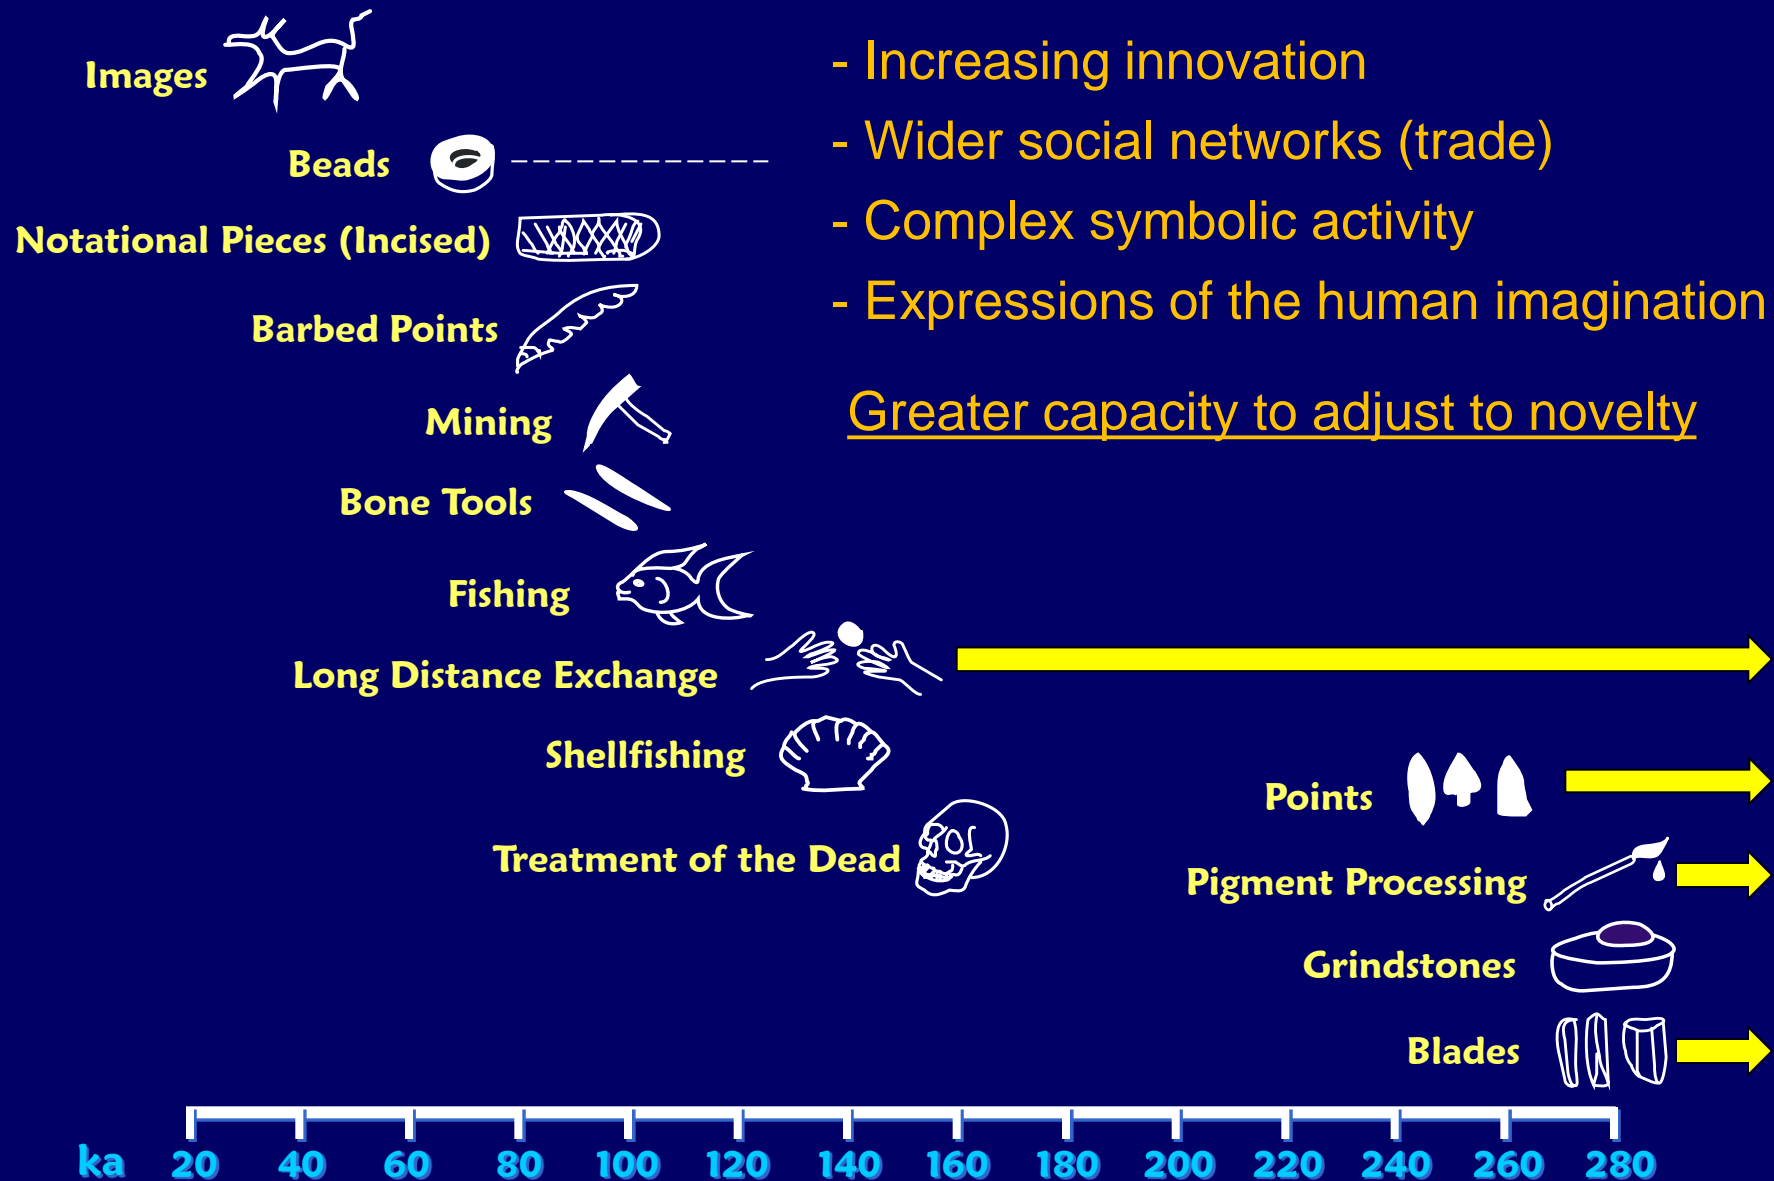 Images
- Increasing innovation
Beads
- Wider social networks (trade)
Notational Pieces (Incised)
- Complex symbolic activity
Barbed Points
- Expressions of the human imagination
Mining
Greater capacity to adjust to novelty
Bone Tools
Fishing
Long Distance Exchange
Shellfishing
Points
Treatment of the Dead
Pigment Processing
Grindstones
Blades
ka 20 40 60 80 100 120 140 160 180 200 220 240 260 280